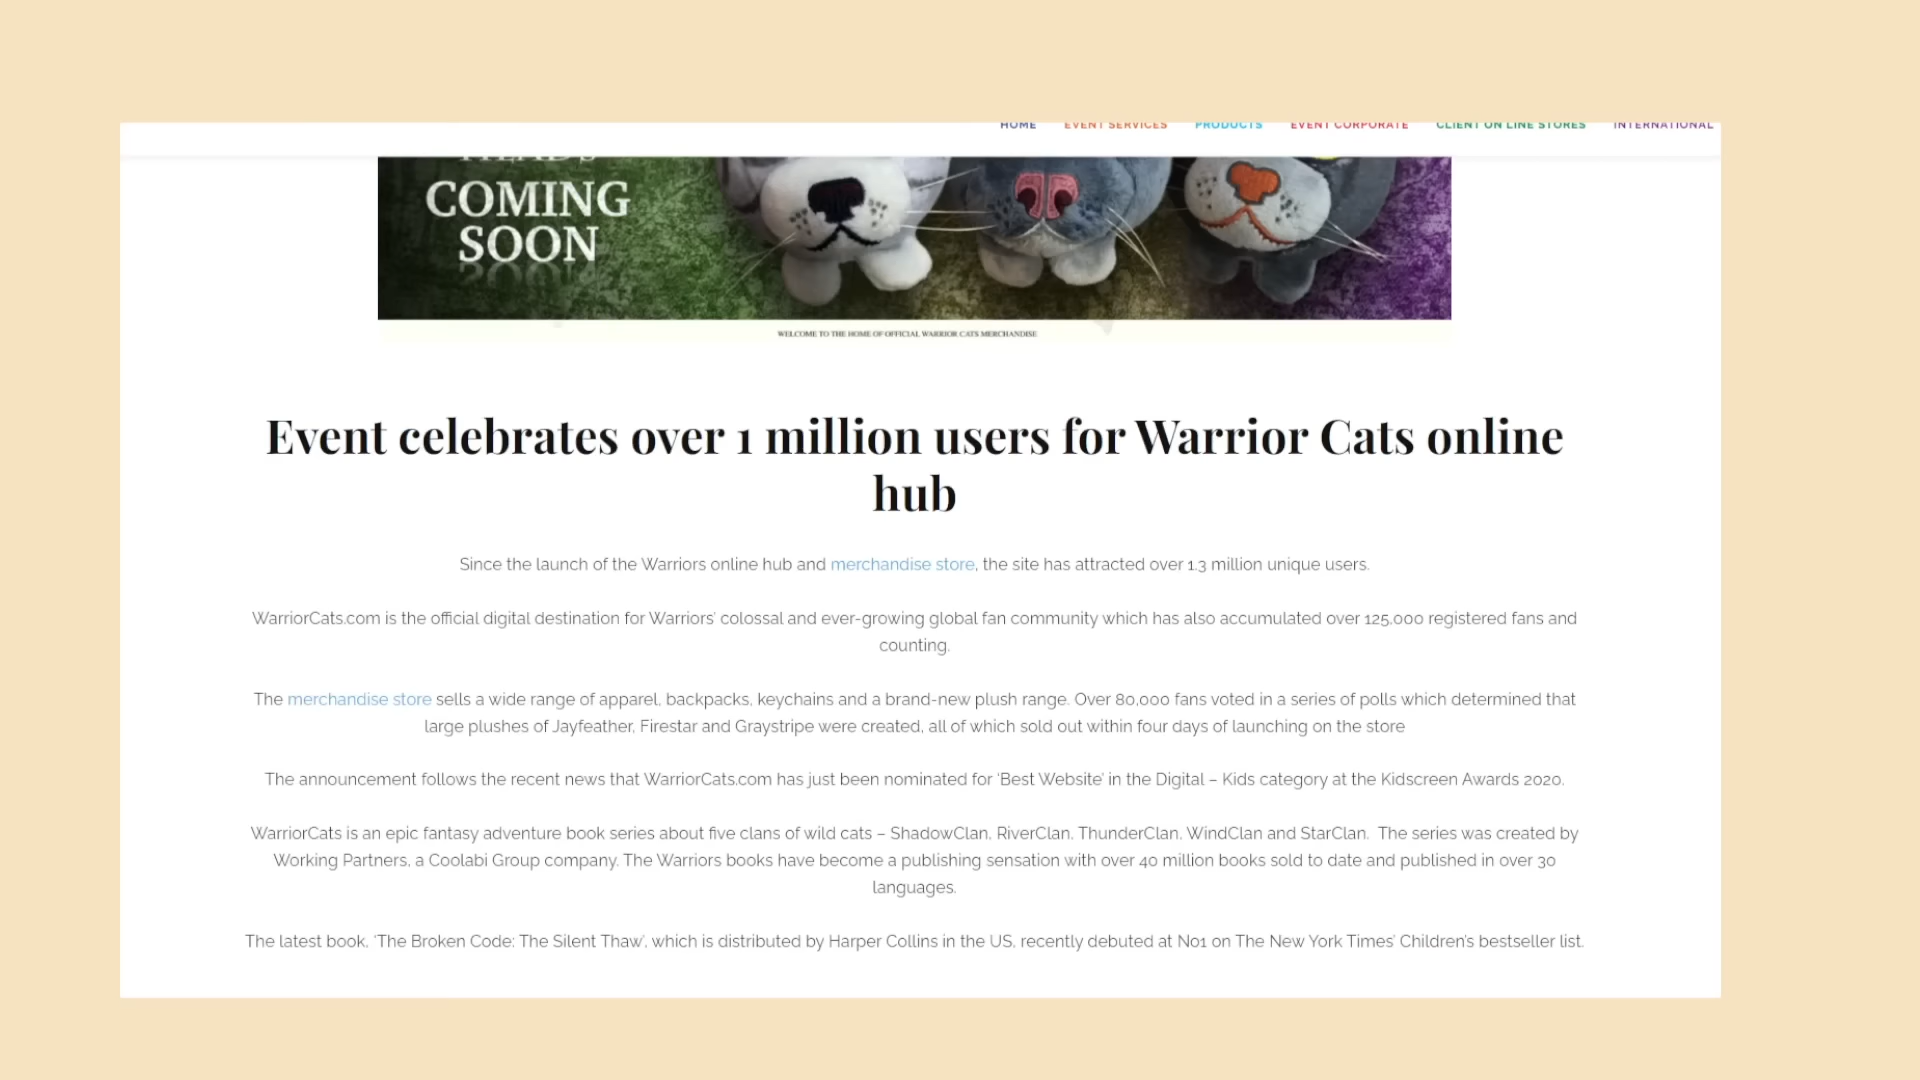 HOME EVENT SERVICES PRODUCTS EVENT CORPORATE CLIENT ON LINE STORES INTERNATIONAL
HEADS
COMING
SOON
WELCOME TO THE HOME OF OFFICIAL WARRIOR CATS MERCHANDISE
Event celebrates over 1 million users for Warrior Cats online
hub
Since the launch of the Warriors online hub and merchandise store, the site has attracted over 1.3 million unique users.
WarriorCats.com is the official digital destination for Warriors' colossal and ever-growing global fan community which has also accumulated over 125,000 registered fans and
counting.
The merchandise store sells a wide range of apparel, backpacks, keychains and a brand-new plush range. Over 80,000 fans voted in a series of polls which determined that
large plushes of Jayfeather, Firestar and Graystripe were created, all of which sold out within four days of launching on the store
The announcement follows the recent news that WarriorCats.com has just been nominated for 'Best Website' in the Digital – Kids category at the Kidscreen Awards 2020.
WarriorCats is an epic fantasy adventure book series about five clans of wild cats – ShadowClan, RiverClan, ThunderClan, WindClan and StarClan. The series was created by
Working Partners, a Coolabi Group company. The Warriors books have become a publishing sensation with over 40 million books sold to date and published in over 30
languages.
The latest book, 'The Broken Code: The Silent Thaw', which is distributed by Harper Collins in the US, recently debuted at No1 on The New York Times' Children's bestseller list.